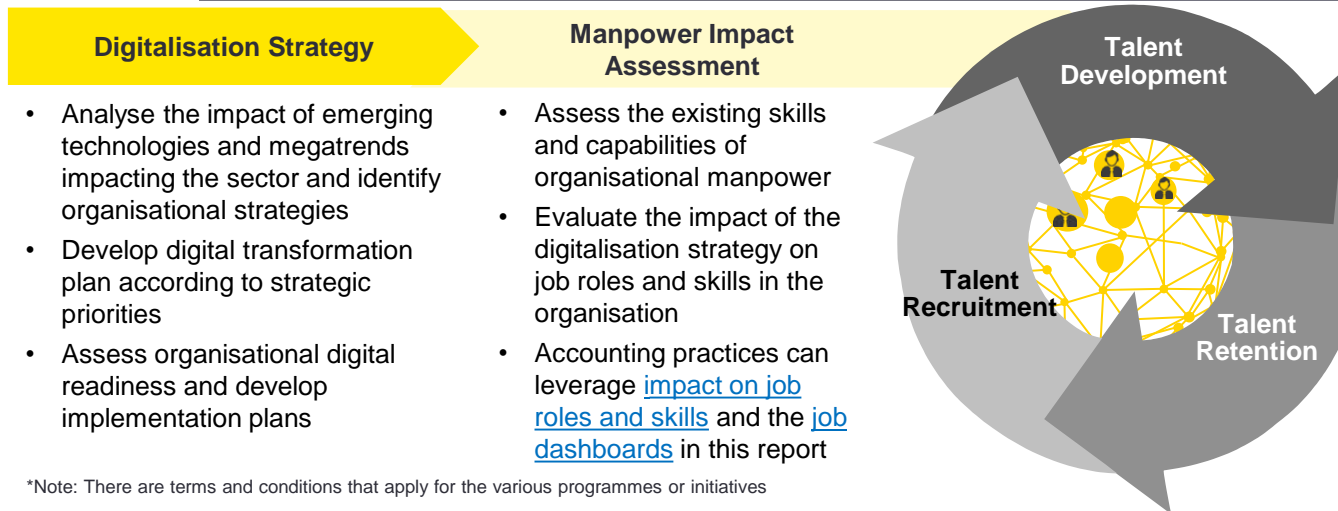 Digitalisation Strategy
• Analyse the impact of emerging
technologies and megatrends
impacting the sector and identify
organisational strategies
• Develop digital transformation
plan according to strategic
priorities
• Assess organisational digital
readiness and develop
implementation plans
Manpower Impact
Assessment
• Assess the existing skills
and capabilities of
organisational manpower
• Evaluate the impact of the
digitalisation strategy on
job roles and skills in the
organisation
• Accounting practices can
leverage impact on job
roles and skills and the job
dashboards in this report
Talent
Development
Talent
Recruitment
Talent
Retention
*Note: There are terms and conditions that apply for the various programmes or initiatives